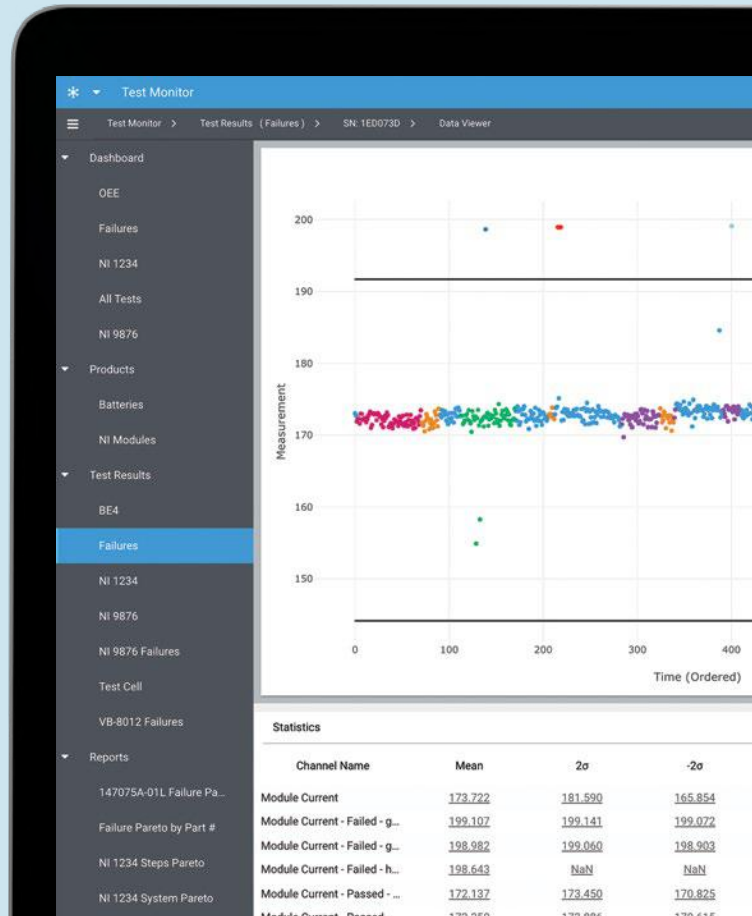 Test Monitor
Test Monitor > Test Results ( Failures ) > SN: 1ED073D > Data Viewer
Dashboard
OEE
Failures
NI 1234
All Tests
NI 9876
Products
Batteries
NI Modules
Test Results
BE4
Failures
NI 1234
NI 9876
NI 9876 Failures
Test Cell
VB-8012 Failures
Reports
147075A-01L Failure Pa...
Failure Pareto by Part #
NI 1234 Steps Pareto
NI 1234 System Pareto
200
190
180
170
160
150
Measurement
0 100 200 300 400
Time (Ordered)
Statistics
Channel Name Mean 2σ -2σ
Module Current 173.722 181.590 165.854
Module Current - Failed - g... 199.107 199.141 199.072
Module Current - Failed - g... 198.982 199.060 198.903
Module Current - Failed - h... 198.643 NaN NaN
Module Current - Passed - ... 172.137 173.450 170.825